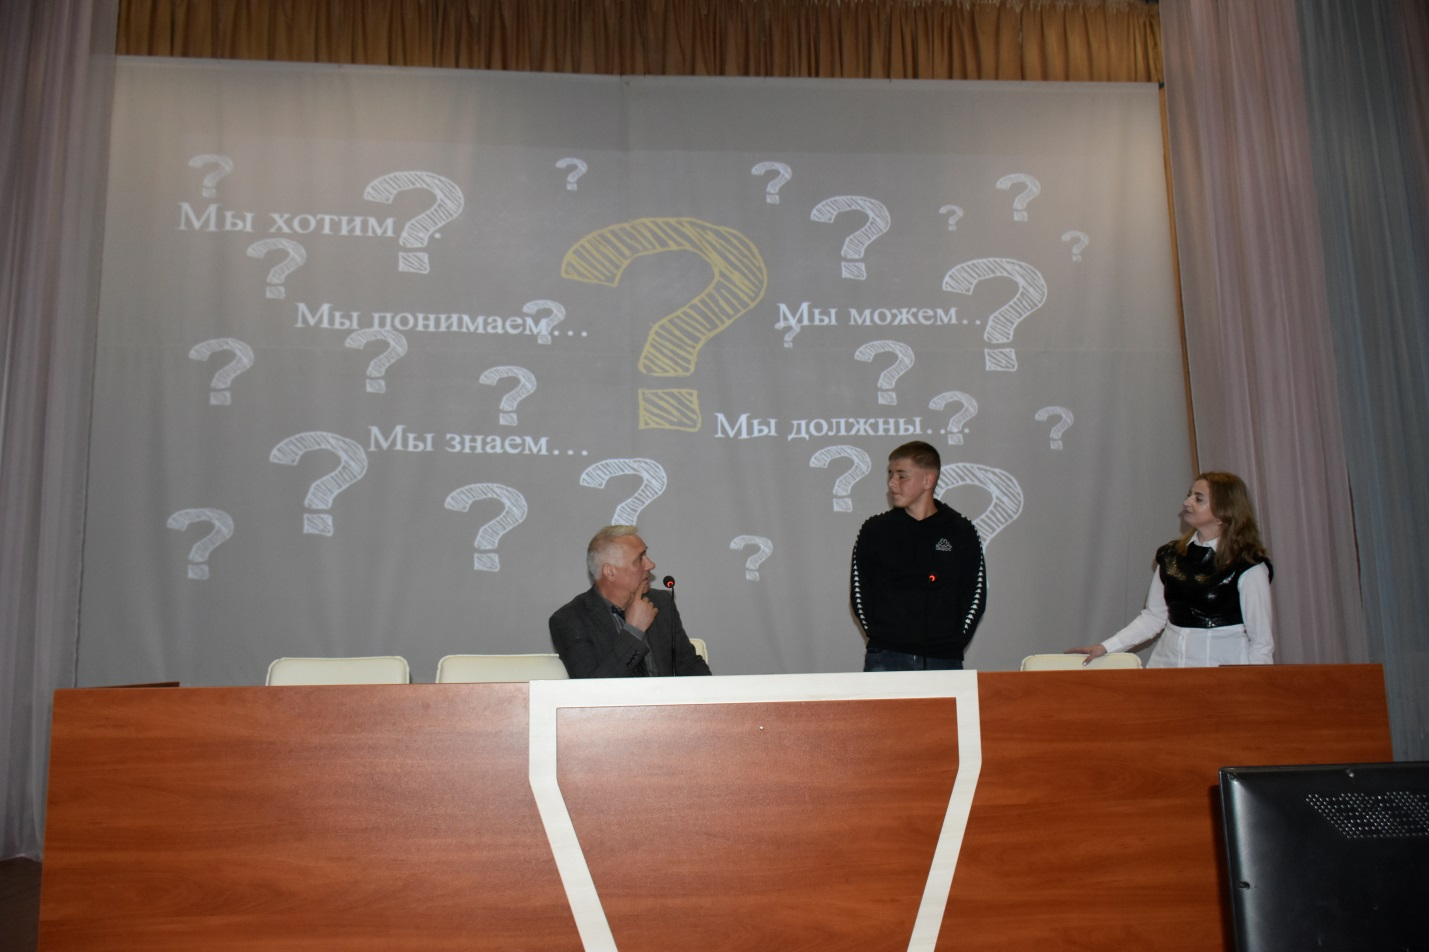 Мы хотим...
Мы понимаем...
Мы можем...
Мы знаем...
Мы должны....